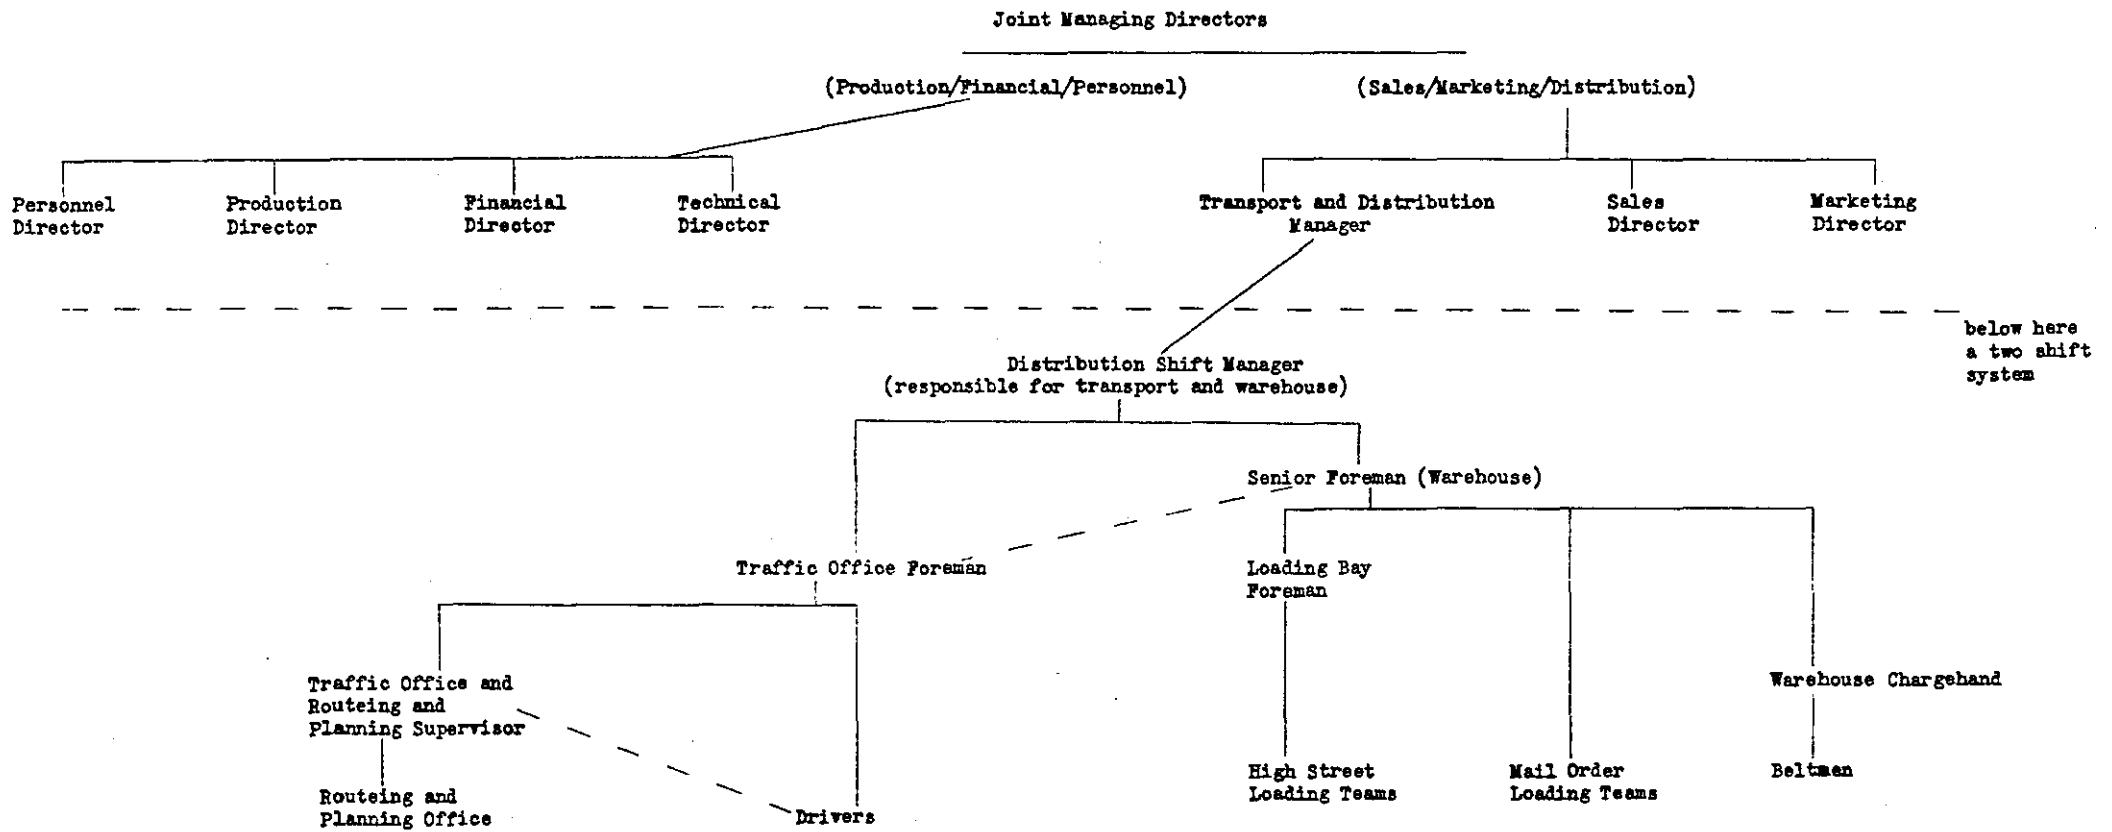 Joint Managing Directors
(Production/Financial/Personnel)
(Sales/Marketing/Distribution)
Personnel
Director
Production
Director
Financial
Director
Technical
Director
Transport and Distribution
Manager
Sales
Director
Marketing
Director
below here
a two shift
system
Distribution Shift Manager
(responsible for transport and warehouse)
Senior Foreman (Warehouse)
Traffic Office Foreman
Loading Bay
Foreman
Traffic Office and
Routeing and
Planning Supervisor
Warehouse Chargehand
Routeing and
Planning Office
Drivers
High Street
Loading Teams
Mail Order
Loading Teams
Beltmen